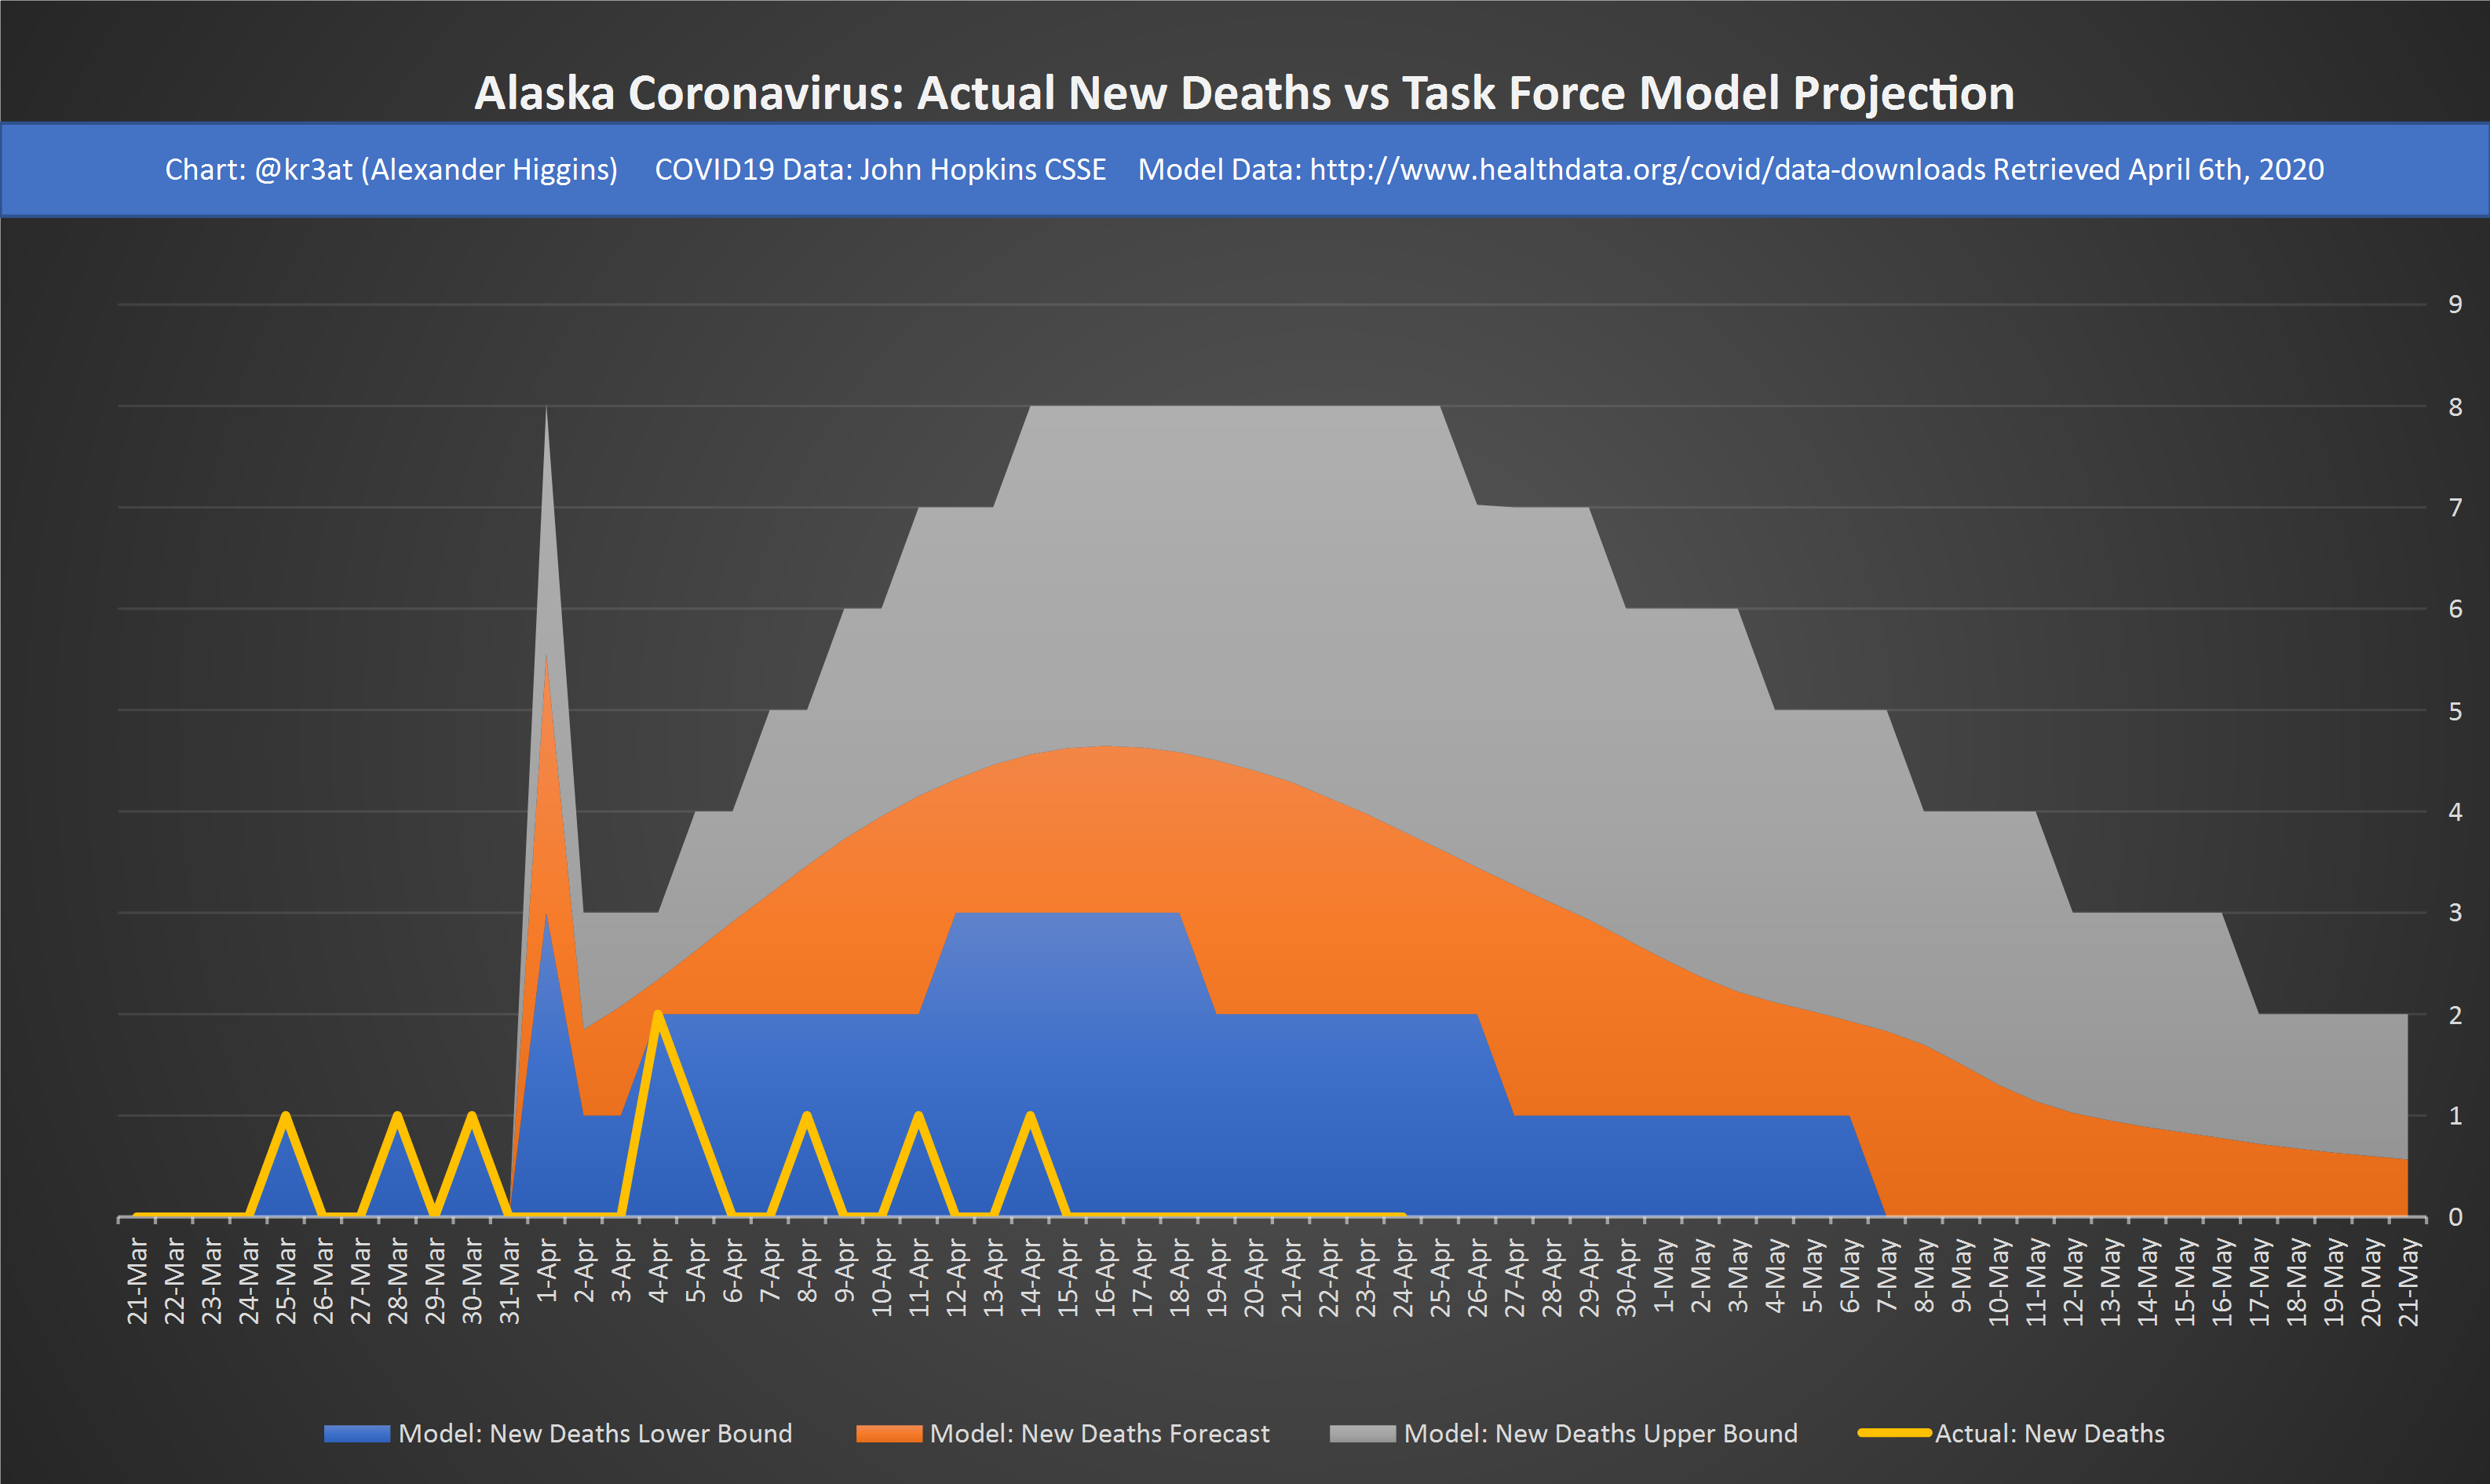 Alaska Coronavirus: Actual New Deaths vs Task Force Model Projection
Chart: @kr3at (Alexander Higgins) COVID19 Data: John Hopkins CSSE Model Data: http://www.healthdata.org/covid/data-downloads Retrieved April 6th, 2020
9
8
7
6
5
4
3
2
1
0
21-Mar
22-Mar
23-Mar
24-Mar
25-Mar
26-Mar
27-Mar
28-Mar
29-Mar
30-Mar
31-Mar
1-Apr
2-Apr
3-Apr
4-Apr
5-Apr
6-Apr
7-Apr
8-Apr
9-Apr
10-Apr
11-Apr
12-Apr
13-Apr
14-Apr
15-Apr
16-Apr
17-Apr
18-Apr
19-Apr
20-Apr
21-Apr
22-Apr
23-Apr
24-Apr
25-Apr
26-Apr
27-Apr
28-Apr
29-Apr
30-Apr
1-May
2-May
3-May
4-May
5-May
6-May
7-May
8-May
9-May
10-May
11-May
12-May
13-May
14-May
15-May
16-May
17-May
18-May
19-May
20-May
21-May
Model: New Deaths Lower Bound
Model: New Deaths Forecast
Model: New Deaths Upper Bound
Actual: New Deaths